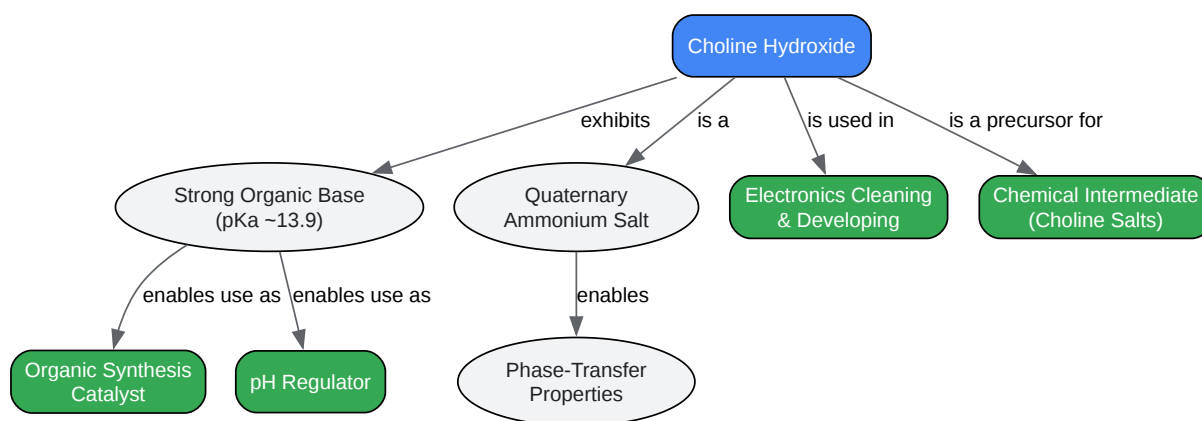 Choline Hydroxide
exhibits
is a
is used in
is a precursor for
Strong Organic Base
(pKa ~13.9)
Quaternary
Ammonium Salt
Electronics Cleaning
& Developing
Chemical Intermediate
(Choline Salts)
enables use as
enables use as
enables
Organic Synthesis
Catalyst
pH Regulator
Phase-Transfer
Properties